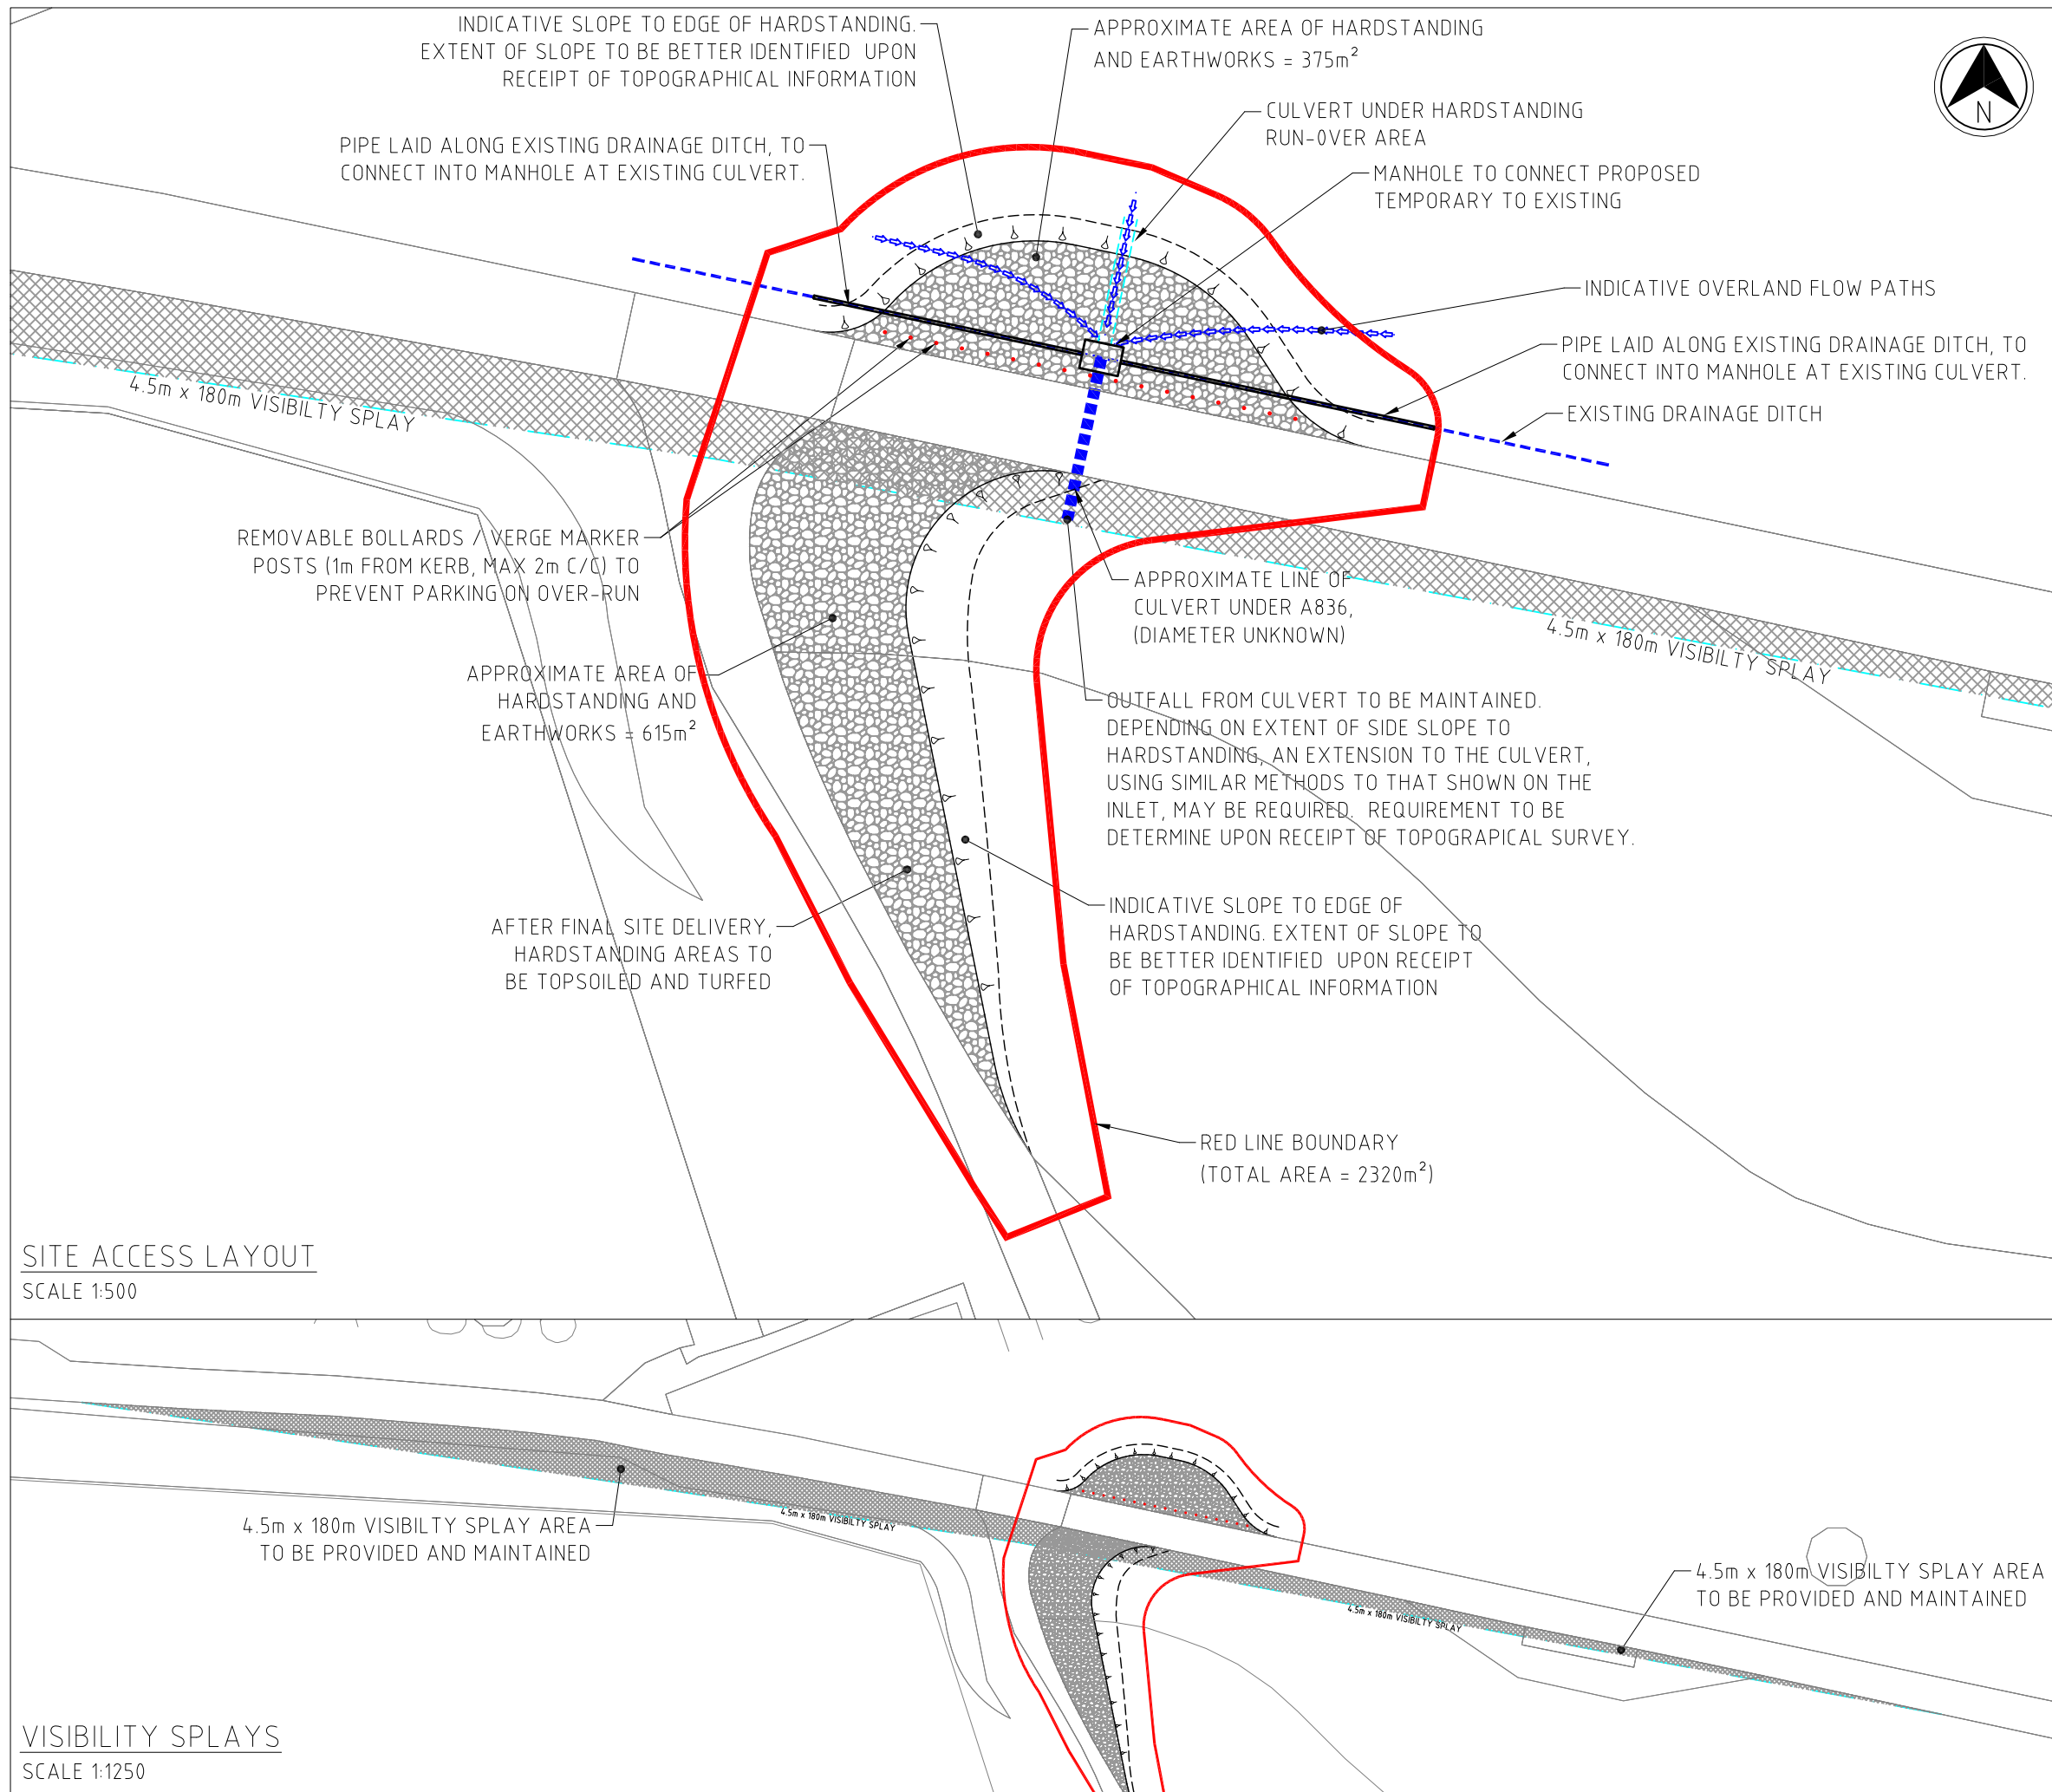 INDICATIVE SLOPE TO EDGE OF HARDSTANDING.
EXTENT OF SLOPE TO BE BETTER IDENTIFIED UPON
RECEIPT OF TOPOGRAPHICAL INFORMATION
APPROXIMATE AREA OF HARDSTANDING
AND EARTHWORKS = 375m²
N
CULVERT UNDER HARDSTANDING
RUN-0VER AREA
PIPE LAID ALONG EXISTING DRAINAGE DITCH, TO
CONNECT INTO MANHOLE AT EXISTING CULVERT.
MANHOLE TO CONNECT PROPOSED
TEMPORARY TO EXISTING
INDICATIVE OVERLAND FLOW PATHS
PIPE LAID ALONG EXISTING DRAINAGE DITCH, TO
CONNECT INTO MANHOLE AT EXISTING CULVERT.
EXISTING DRAINAGE DITCH
4.5m x 180m VISIBILTY SPLAY
REMOVABLE BOLLARDS / VERGE MARKER
POSTS (1m FROM KERB, MAX 2m C/C) TO
PREVENT PARKING ON OVER-RUN
APPROXIMATE LINE OF
CULVERT UNDER A836,
(DIAMETER UNKNOWN)
4.5m x 180m VISIBILTY SPLAY
APPROXIMATE AREA OF
HARDSTANDING AND
EARTHWORKS = 615m²
OUTFALL FROM CULVERT TO BE MAINTAINED.
DEPENDING ON EXTENT OF SIDE SLOPE TO
HARDSTANDING, AN EXTENSION TO THE CULVERT,
USING SIMILAR METHODS TO THAT SHOWN ON THE
INLET, MAY BE REQUIRED. REQUIREMENT TO BE
DETERMINE UPON RECEIPT OF TOPOGRAPICAL SURVEY.
AFTER FINAL SITE DELIVERY,
HARDSTANDING AREAS TO
BE TOPSOILED AND TURFED
INDICATIVE SLOPE TO EDGE OF
HARDSTANDING. EXTENT OF SLOPE TO
BE BETTER IDENTIFIED UPON RECEIPT
OF TOPOGRAPHICAL INFORMATION
RED LINE BOUNDARY
(TOTAL AREA = 2320m²)
SITE ACCESS LAYOUT
SCALE 1:500
4.5m x 180m VISIBILTY SPLAY
4.5m x 180m VISIBILTY SPLAY AREA
TO BE PROVIDED AND MAINTAINED
4.5m x 180m VISIBILTY SPLAY
4.5m x 180m VISIBILTY SPLAY AREA
TO BE PROVIDED AND MAINTAINED
VISIBILITY SPLAYS
SCALE 1:1250